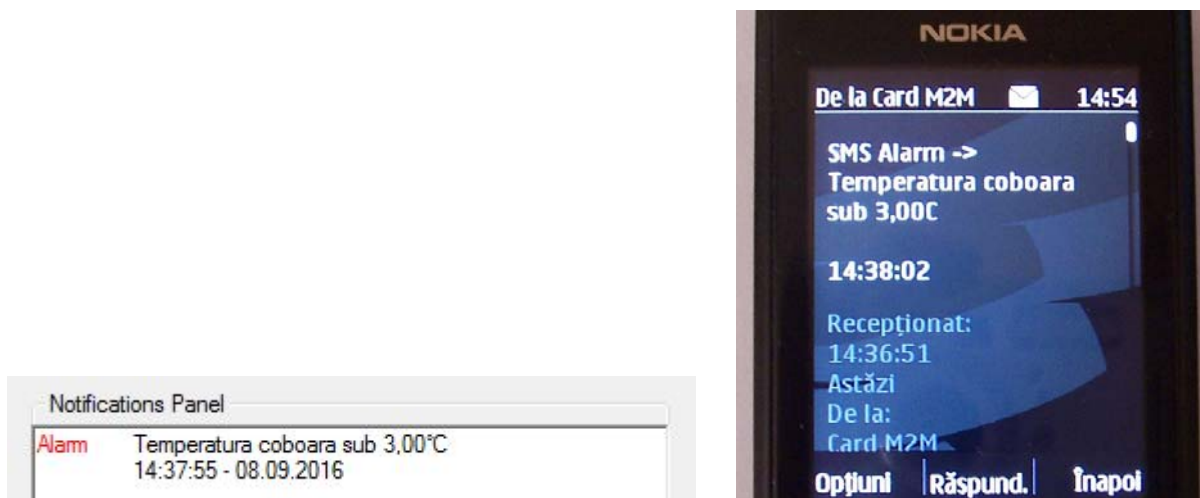 Notifications Panel
Alarm Temperatura coboara sub 3,00°C
14:37:55 - 08.09.2016
NOKIA
De la Card M2M 14:54
SMS Alarm ->
Temperatura coboara
sub 3,00C
14:38:02
Recepționat:
14:36:51
Astăzi
De la:
Card M2M
Opțiuni Răspund. Înapoi